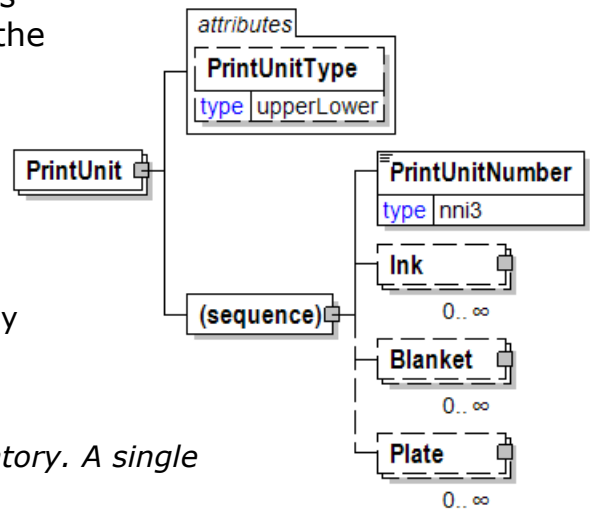 s
the
attributes
PrintUnitType
type upperLower
PrintUnit
PrintUnitNumber
type nni3
Ink
0.. ∞
(sequence)
y
Blanket
0.. ∞
tory. A single
Plate
0.. ∞